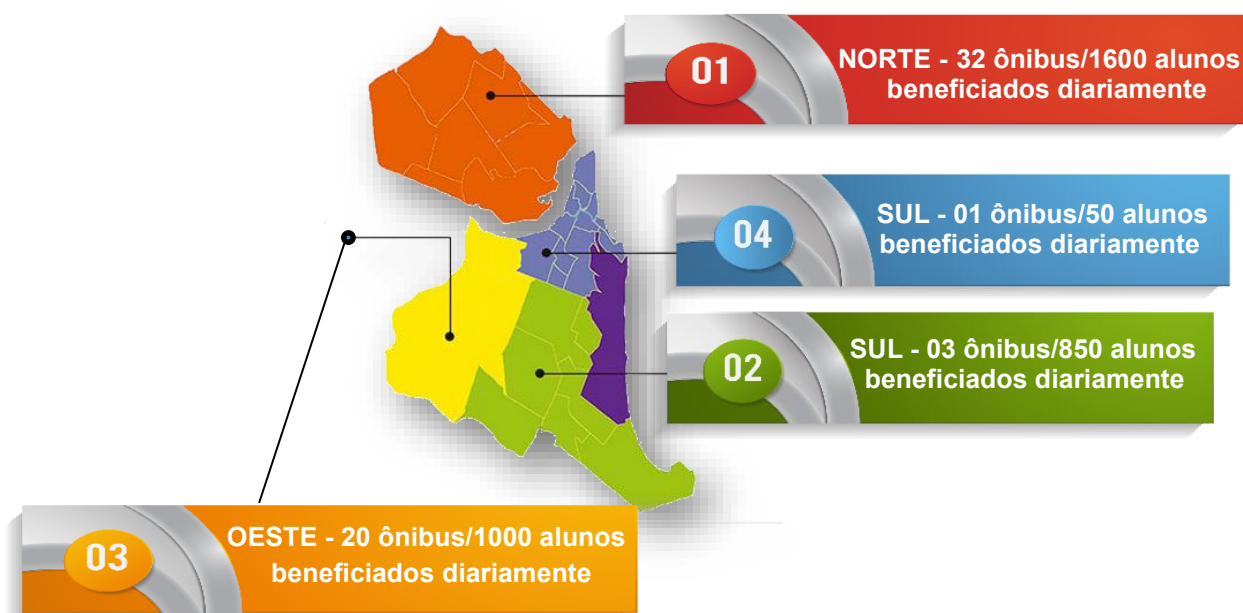 01
NORTE - 32 ônibus/1600 alunos
beneficiados diariamente
04
SUL - 01 ônibus/50 alunos
beneficiados diariamente
02
SUL - 03 ônibus/850 alunos
beneficiados diariamente
03
OESTE - 20 ônibus/1000 alunos
beneficiados diariamente